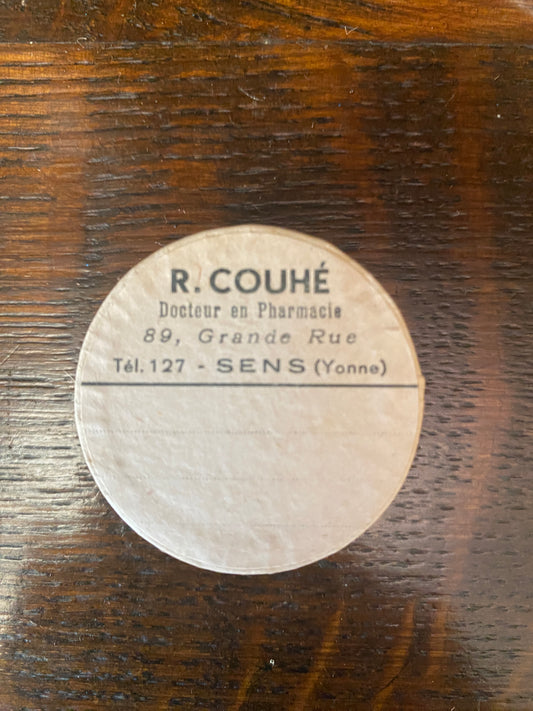 R. COUHÉ
Docteur en Pharmacie
89, Grande Rue
Tél. 127 - SENS (Yonne)